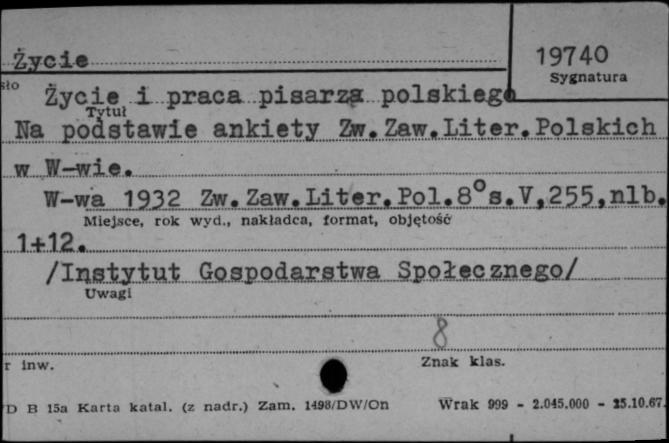 Życie
19740
Sygnatura
sło
Życie i praca pisarza polskiego
Tytuł
Na podstawie ankiety Zw.Zaw.Liter.Polskich
w W-wie.
W-wa 1932 Zw.Zaw.Liter.Pol.8°s.V,255,nlb.
Miejsce, rok wyd., nakładca, format, objętość
1+12.
/Instytut Gospodarstwa Społecznego/
Uwagi
8
r inw.
Znak klas.
D B 15a Karta katal. (z nadr.) Zam. 1498/DW/On
Wrak 999 - 2.045.000 - 25.10.67.